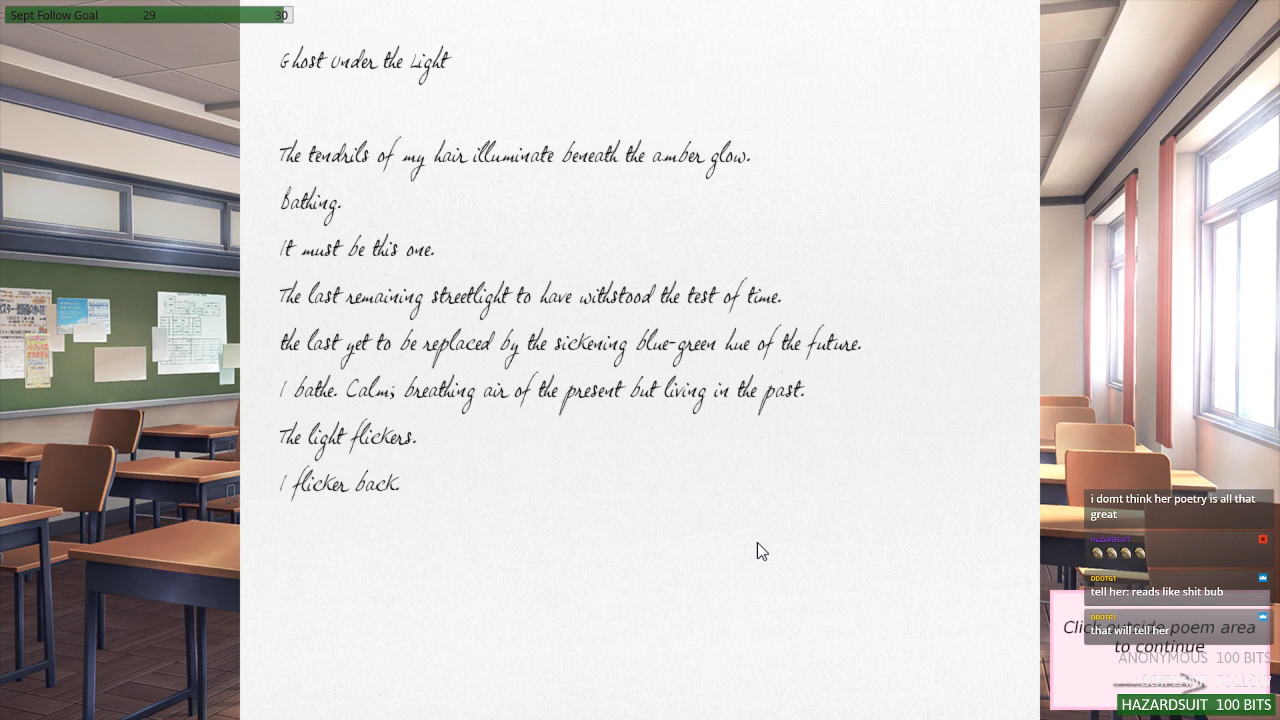 Sept Follow Goal 29 30
Ghost Under the Light
The tendrils of my hair illuminate beneath the amber glow.
Bathing.
It must be this one.
The last remaining streetlight to have withstood the test of time.
the last yet to be replaced by the sickening blue-green hue of the future.
I bathe. Calm; breathing air of the present but living in the past.
The light flickers.
I flicker back.
i domt think her poetry is all that
great
HAZARDSUIT
DDDTG1
tell her: reads like shit bub
DDDTG1
that will tell her
Click outside poem area
to continue
ANONYMOUS 100 BITS
HAZARDSUIT 100 BITS